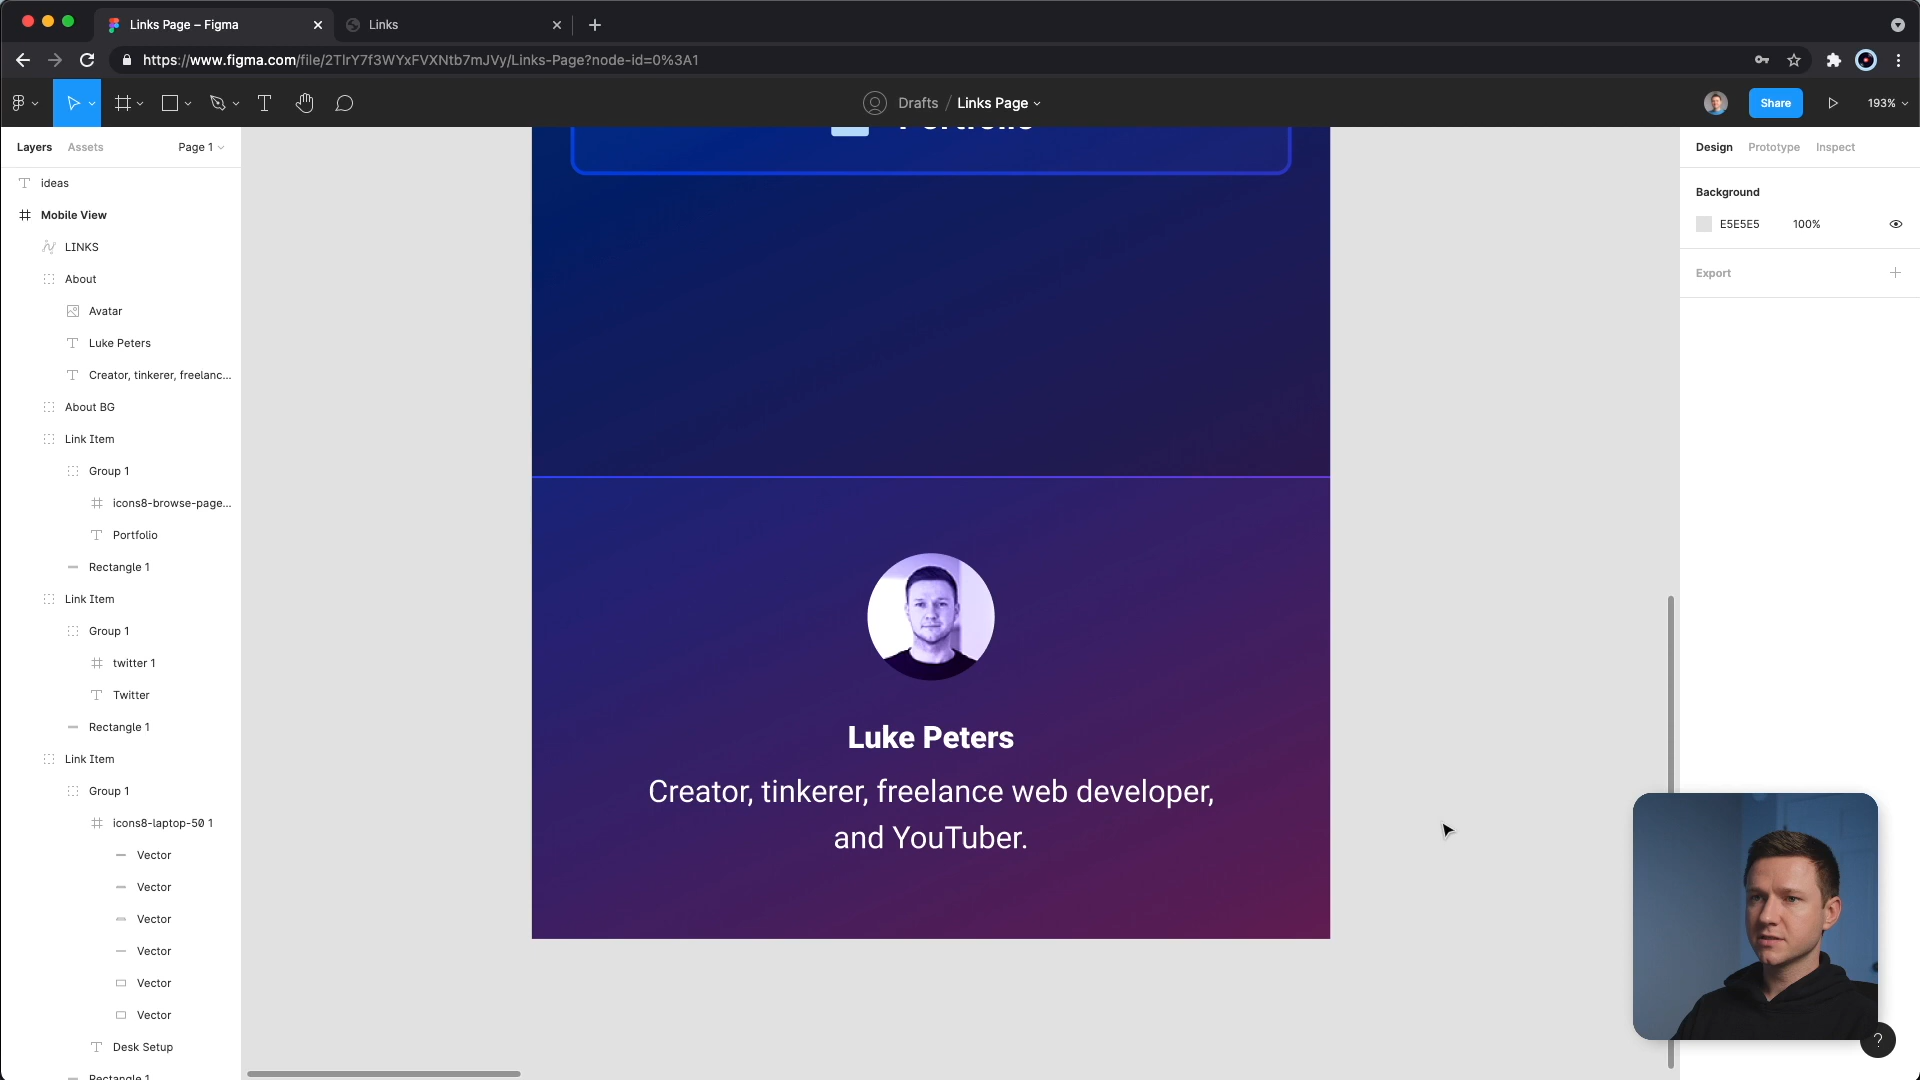 Links Page – Figma
Links
https://www.figma.com/file/2TlrY7f3WYxFVXNtb7mJVy/Links-Page?node-id=0%3A1
Drafts / Links Page
Share
193%
Layers
Assets
Page 1
ideas
Mobile View
LINKS
About
Avatar
Luke Peters
Creator, tinkerer, freelanc...
About BG
Link Item
Group 1
icons8-browse-page...
Portfolio
Rectangle 1
Link Item
Group 1
twitter 1
Twitter
Rectangle 1
Link Item
Group 1
icons8-laptop-50 1
Vector
Vector
Vector
Vector
Vector
Vector
Desk Setup
Rectangle 1
Portfolio
Luke Peters
Creator, tinkerer, freelance web developer,
and YouTuber.
Design
Prototype
Inspect
Background
E5E5E5
100%
Export
?